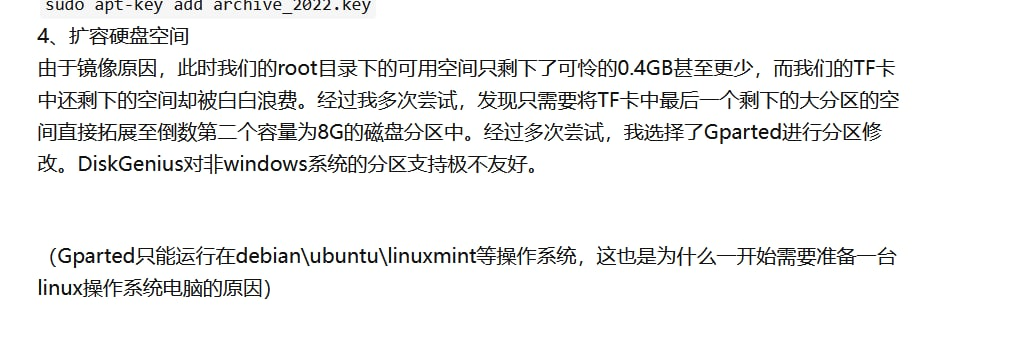 sudo apt-key add archive_2022.key
4、扩容硬盘空间
由于镜像原因，此时我们的root目录下的可用空间只剩下了可怜的0.4GB甚至更少，而我们的TF卡
中还剩下的空间却被白白浪费。经过我多次尝试，发现只需要将TF卡中最后一个剩下的大分区的空
间直接拓展至倒数第二个容量为8G的磁盘分区中。经过多次尝试，我选择了Gparted进行分区修
改。DiskGenius对非windows系统的分区支持极不友好。
（Gparted只能运行在debian\ubuntu\linuxmint等操作系统，这也是为什么一开始需要准备一台
linux操作系统电脑的原因）